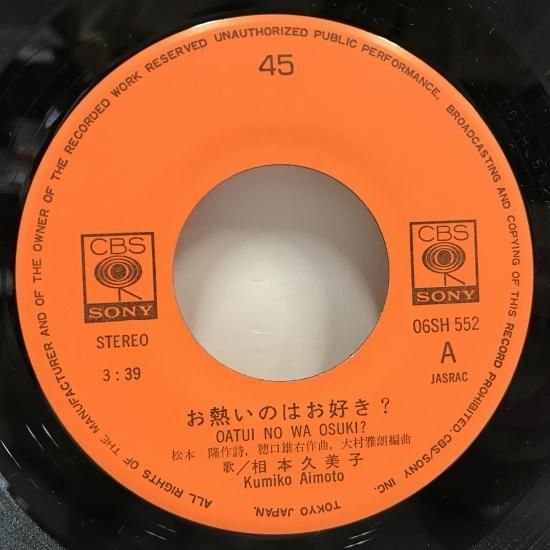 ALL RIGHTS OF THE MANUFACTURER AND OF THE OWNER OF THE RECORDED WORK RESERVED UNAUTHORIZED PUBLIC PERFORMANCE, BROADCASTING AND COPYING OF THIS RECORD PROHIBITED·CBS/SONY INC. TOKYO JAPAN.
45
CBS
SONY
STEREO
3:39
CBS
SONY
06SH 552
A
JASRAC
お熱いのはお好き?
OATUI NO WA OSUKI?
松本 隆作詩, 穂口雄右作曲, 大村雅朗編曲
歌/相本久美子
Kumiko Aimoto
06SH 552